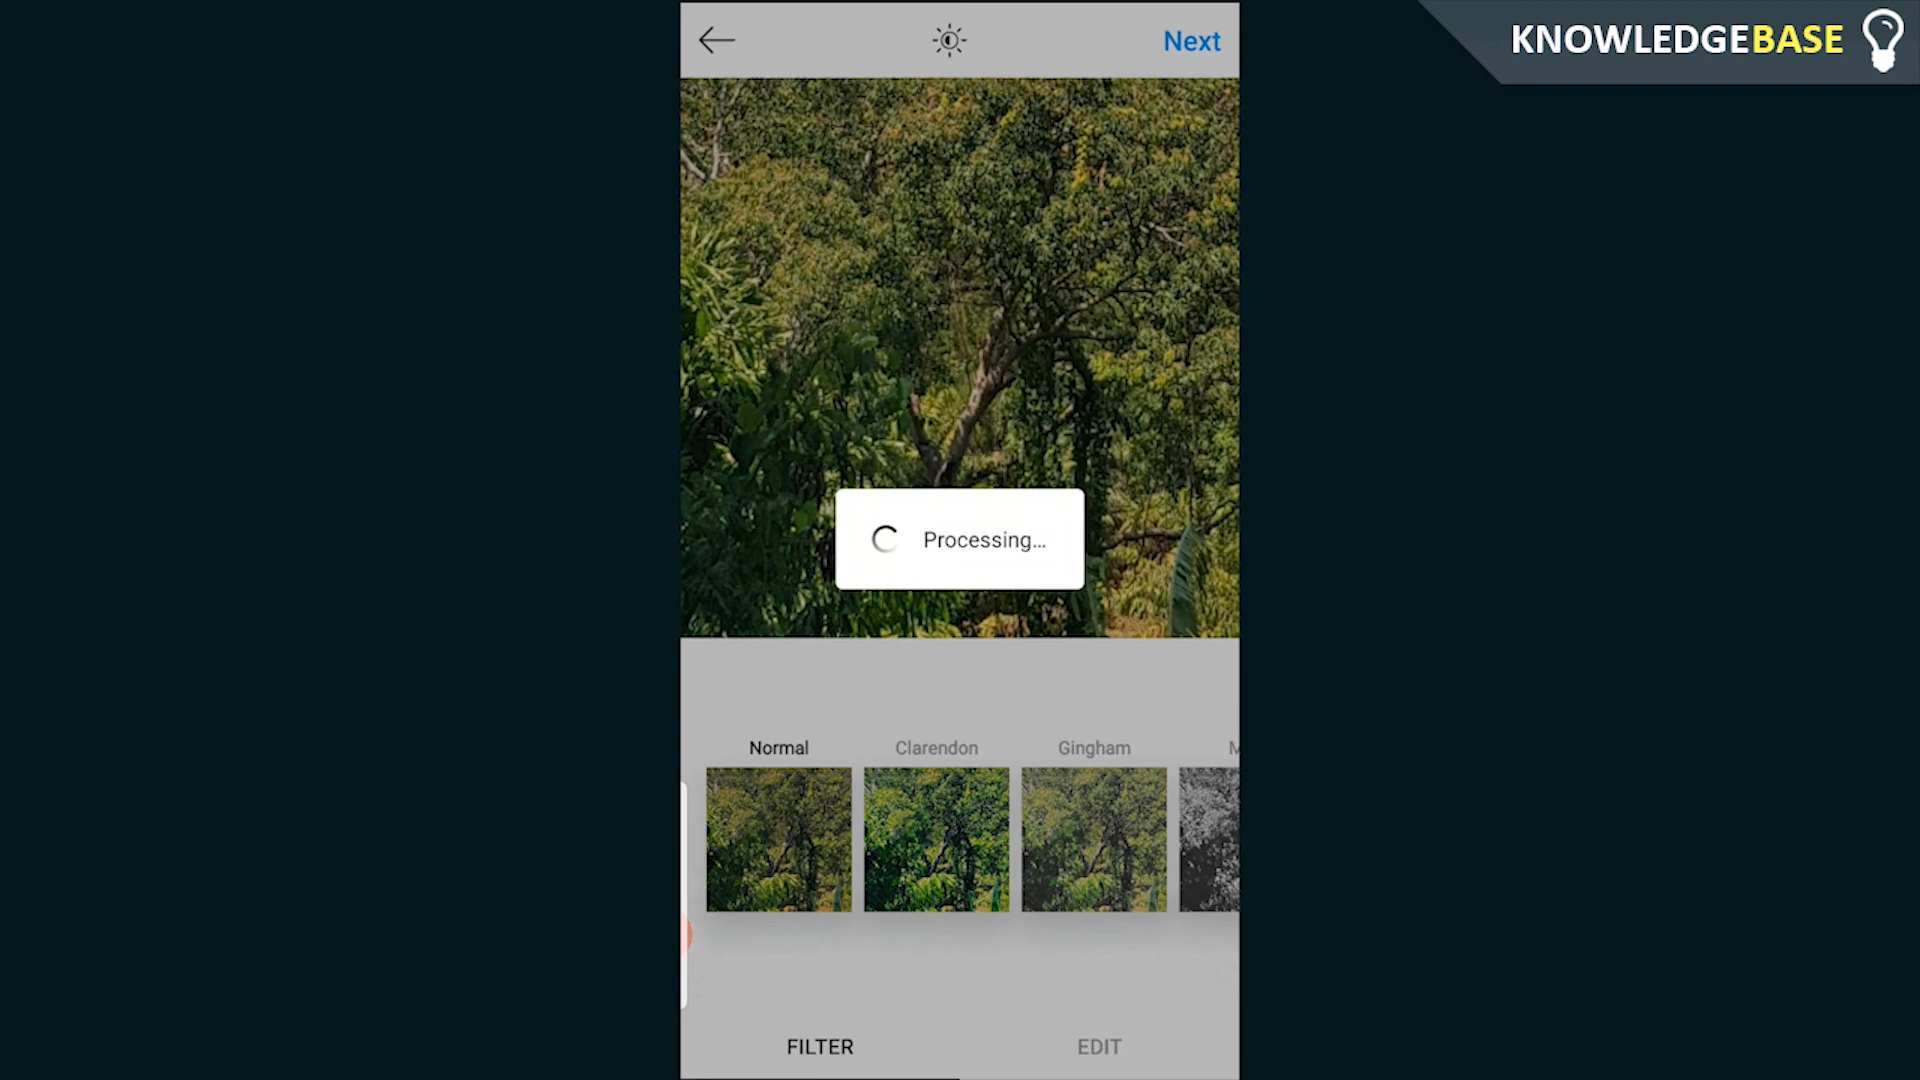 Next
KNOWLEDGEBASE
Processing...
Normal
Clarendon
Gingham
FILTER
EDIT